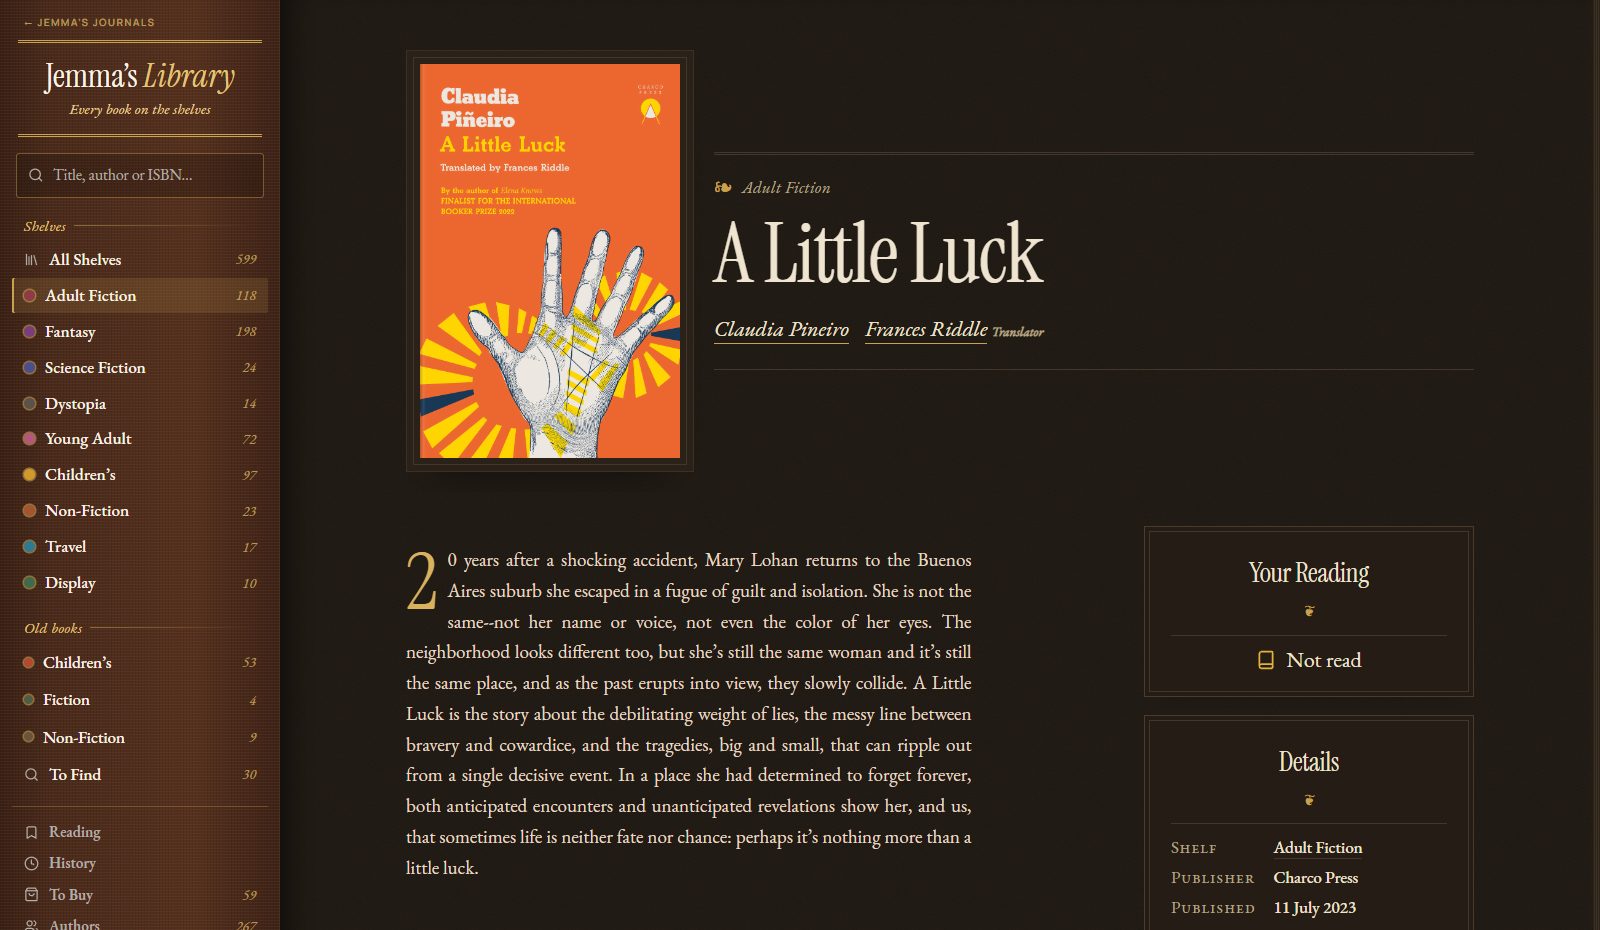 ← JEMMA'S JOURNALS
Jemma's Library
Every book on the shelves
Title, author or ISBN...
Shelves
All Shelves 599
Adult Fiction 118
Fantasy 198
Science Fiction 24
Dystopia 14
Young Adult 72
Children's 97
Non-Fiction 23
Travel 17
Display 10
Old books
Children's 53
Fiction 4
Non-Fiction 9
To Find 30
Reading
History
To Buy 59
Authors 267
Claudia
Piñeiro
A Little Luck
Translated by Frances Riddle
By the author of Elena Knows
FINALIST FOR THE INTERNATIONAL
BOOKER PRIZE 2022
CHARCO
PRESS
Adult Fiction
A Little Luck
Claudia Pineiro Frances Riddle Translator
20 years after a shocking accident, Mary Lohan returns to the Buenos
Aires suburb she escaped in a fugue of guilt and isolation. She is not the
same--not her name or voice, not even the color of her eyes. The
neighborhood looks different too, but she's still the same woman and it's still
the same place, and as the past erupts into view, they slowly collide. A Little
Luck is the story about the debilitating weight of lies, the messy line between
bravery and cowardice, and the tragedies, big and small, that can ripple out
from a single decisive event. In a place she had determined to forget forever,
both anticipated encounters and unanticipated revelations show her, and us,
that sometimes life is neither fate nor chance: perhaps it's nothing more than a
little luck.
Your Reading
Not read
Details
SHELF Adult Fiction
PUBLISHER Charco Press
PUBLISHED 11 July 2023